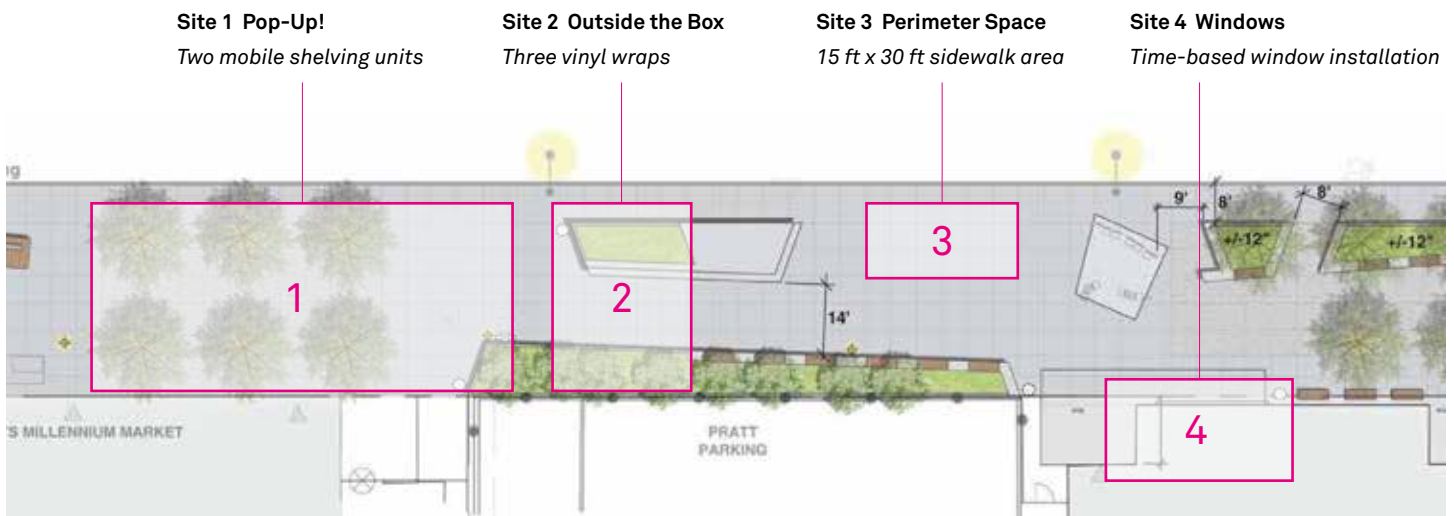 Site 1 Pop-Up!
Two mobile shelving units
Site 2 Outside the Box
Three vinyl wraps
Site 3 Perimeter Space
15 ft x 30 ft sidewalk area
Site 4 Windows
Time-based window installation
ng
9'
8'
8'
+/-12"
+/-12"
1
2
3
14'
4
TS MILLENNIUM MARKET
PRATT
PARKING